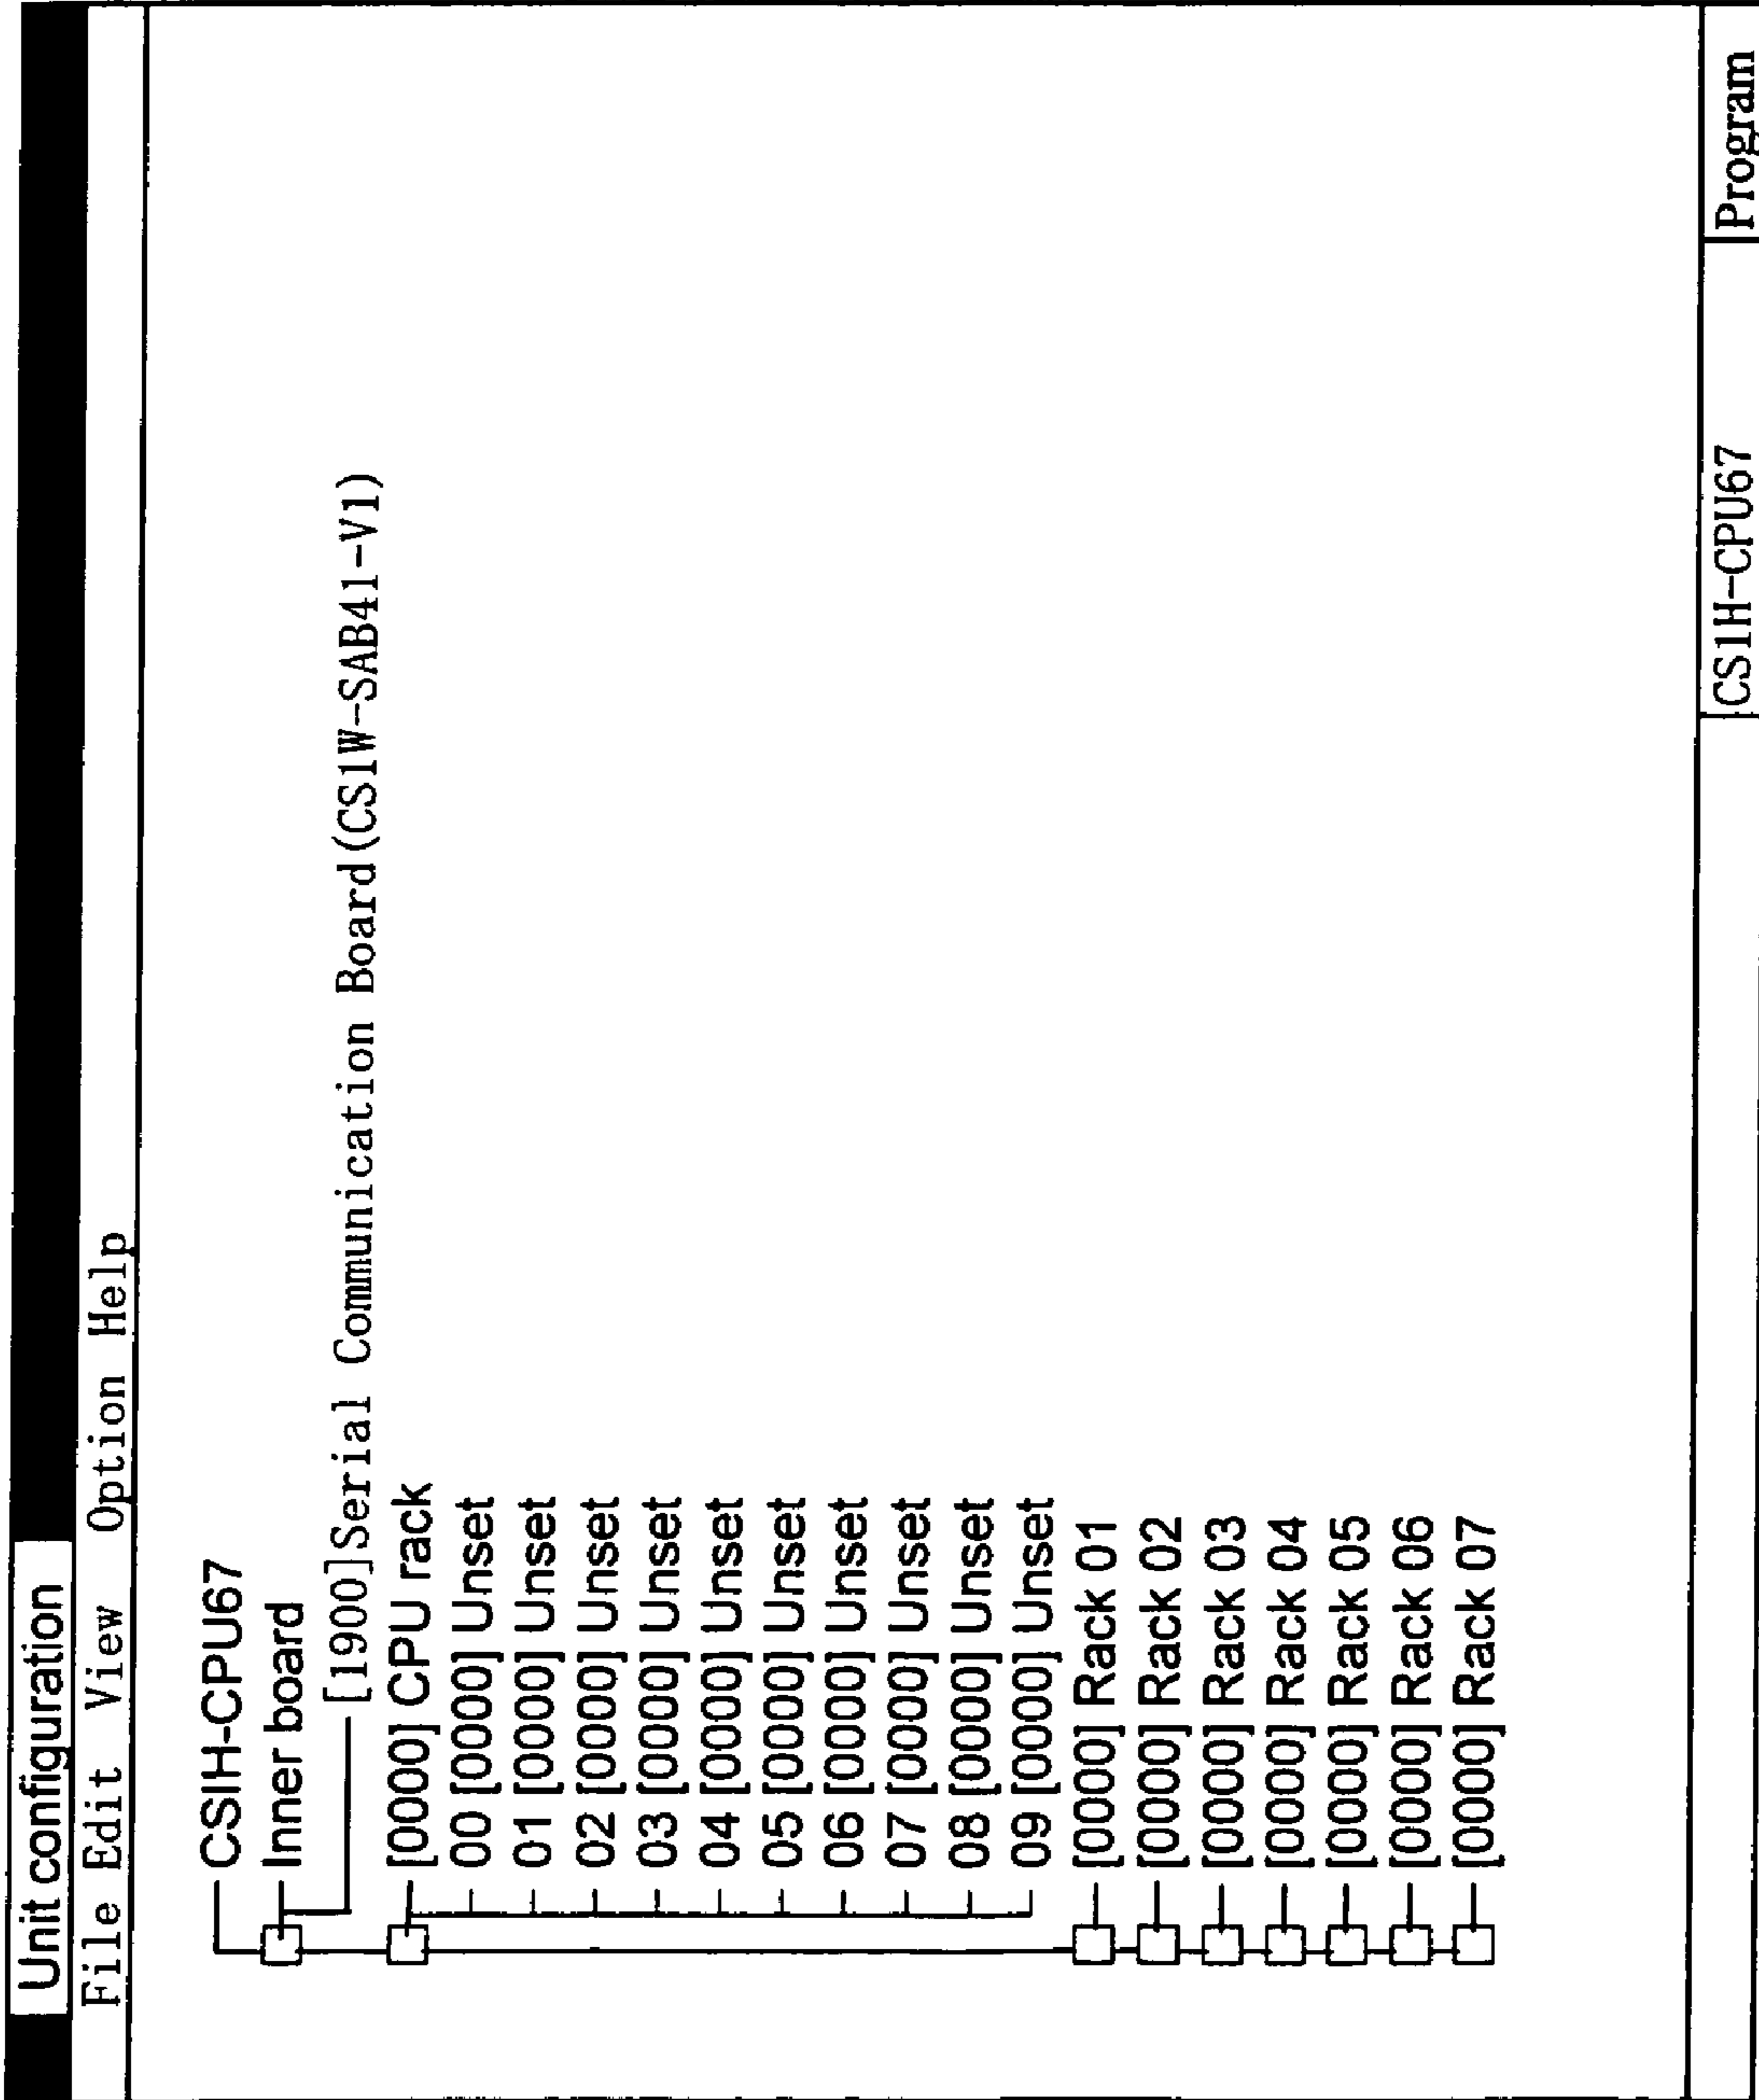 Unit configuration
File Edit View Option Help
CSIH-CPU67
Inner board
[1900]Serial Communication Board(CS1W-SAB41-V1)
[0000] CPU rack
00 [0000] Unset
01 [0000] Unset
02 [0000] Unset
03 [0000] Unset
04 [0000] Unset
05 [0000] Unset
06 [0000] Unset
07 [0000] Unset
08 [0000] Unset
09 [0000] Unset
[0000] Rack 01
[0000] Rack 02
[0000] Rack 03
[0000] Rack 04
[0000] Rack 05
[0000] Rack 06
[0000] Rack 07
CS1H-CPU67 Program